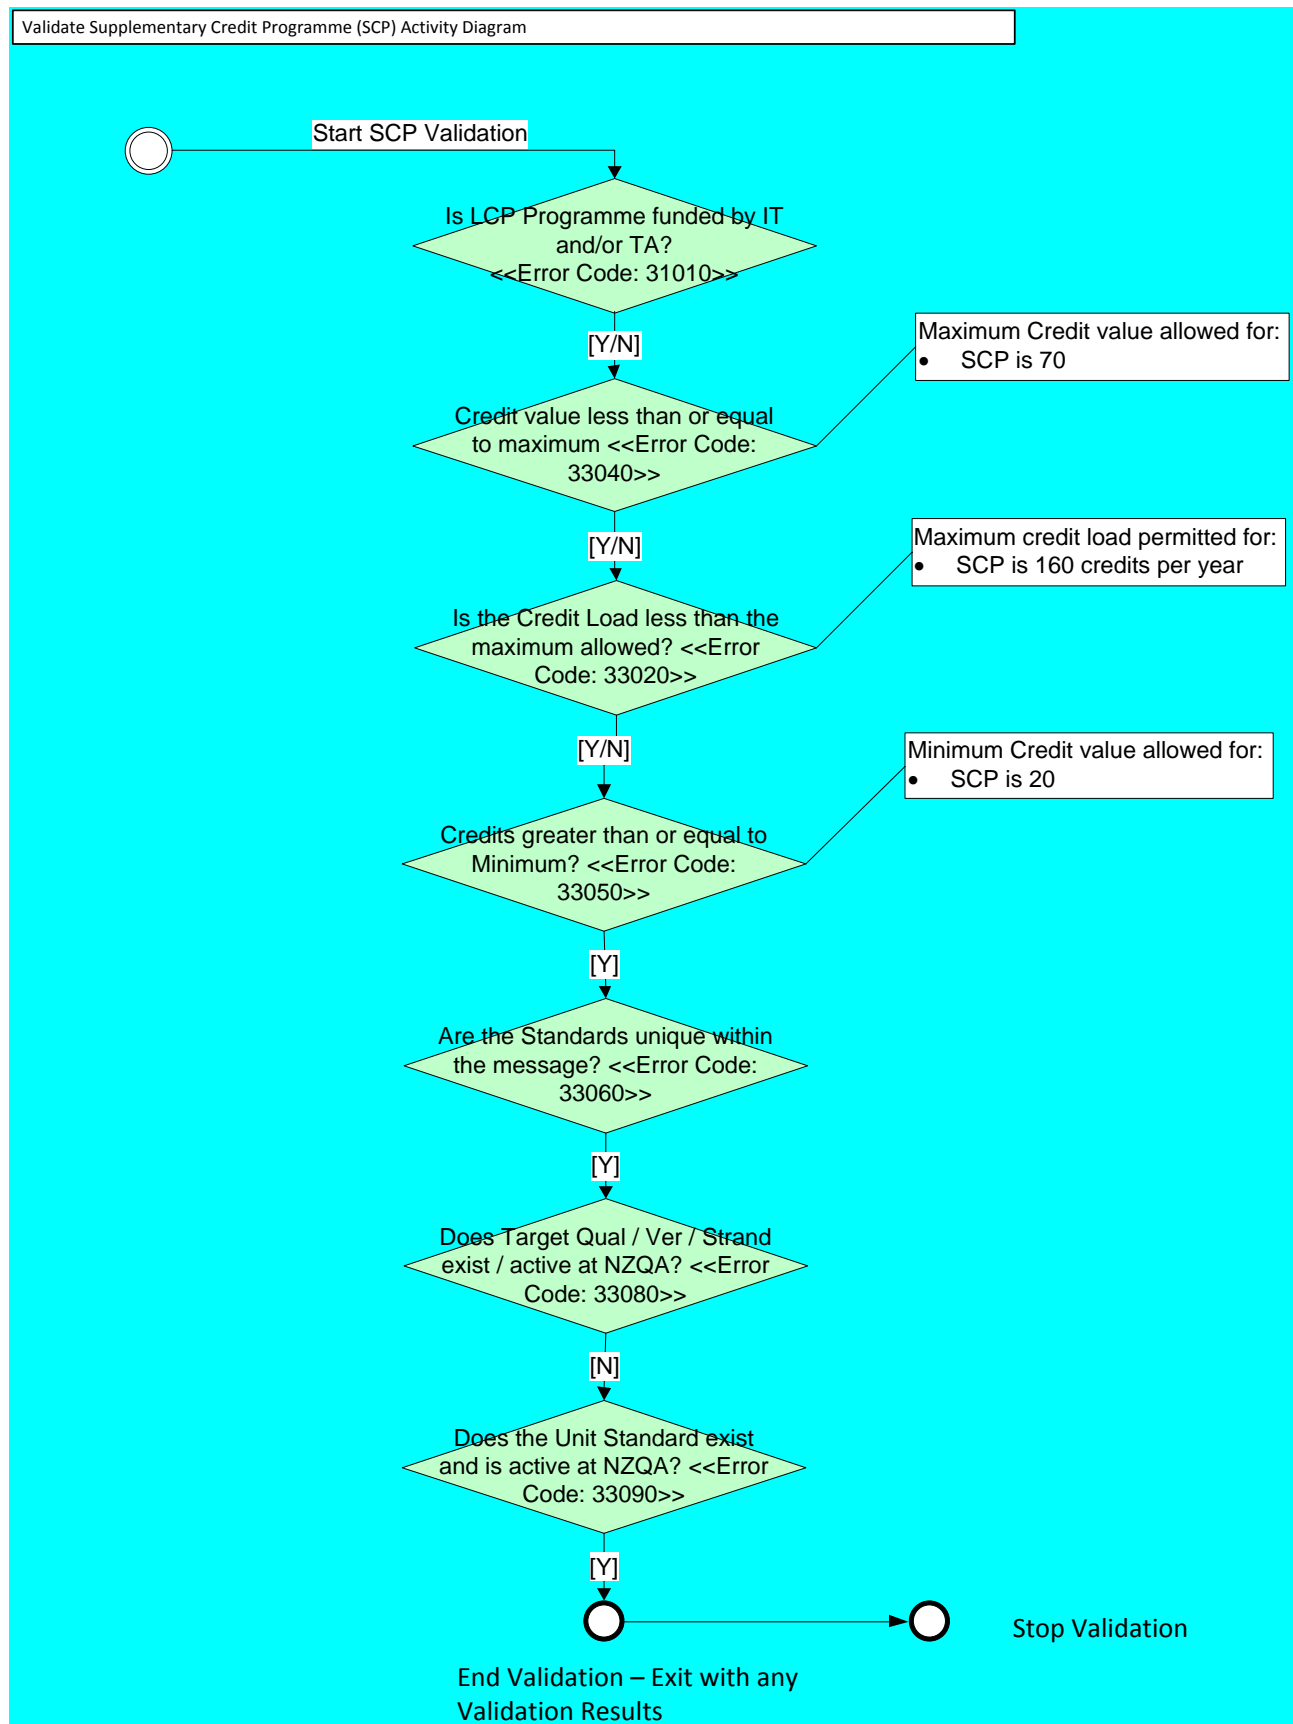 Validate Supplementary Credit Programme (SCP) Activity Diagram
Start SCP Validation
Is LCP Programme funded by IT
and/or TA?
<<Error Code: 31010>>
[Y/N]
Maximum Credit value allowed for:
• SCP is 70
Credit value less than or equal
to maximum <<Error Code:
33040>>
[Y/N]
Maximum credit load permitted for:
• SCP is 160 credits per year
Is the Credit Load less than the
maximum allowed? <<Error
Code: 33020>>
[Y/N]
Minimum Credit value allowed for:
• SCP is 20
Credits greater than or equal to
Minimum? <<Error Code:
33050>>
[Y]
Are the Standards unique within
the message? <<Error Code:
33060>>
[Y]
Does Target Qual / Ver / Strand
exist / active at NZQA? <<Error
Code: 33080>>
[N]
Does the Unit Standard exist
and is active at NZQA? <<Error
Code: 33090>>
[Y]
Stop Validation
End Validation – Exit with any
Validation Results